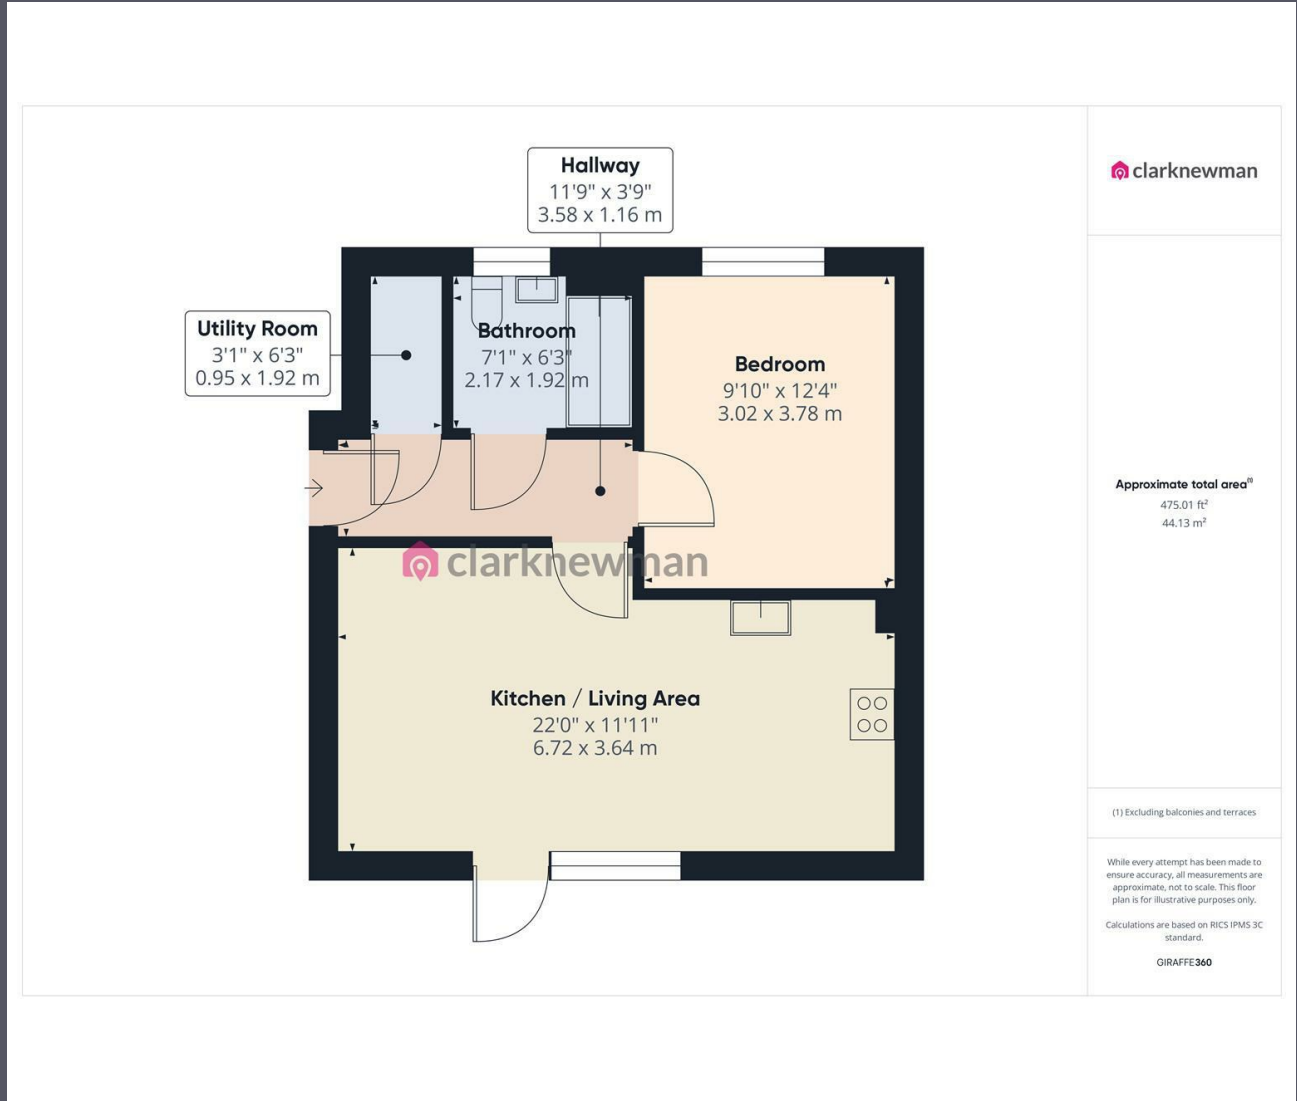 Hallway
11'9" x 3'9"
3.58 x 1.16 m
Utility Room
3'1" x 6'3"
0.95 x 1.92 m
Bathroom
7'1" x 6'3"
2.17 x 1.92 m
Bedroom
9'10" x 12'4"
3.02 x 3.78 m
clarknewman
Kitchen / Living Area
22'0" x 11'11"
6.72 x 3.64 m
clarknewman
Approximate total area(1)
475.01 ft²
44.13 m²
(1) Excluding balconies and terraces
While every attempt has been made to
ensure accuracy, all measurements are
approximate, not to scale. This floor
plan is for illustrative purposes only.
Calculations are based on RICS IPMS 3C
standard.
GIRAFFE360